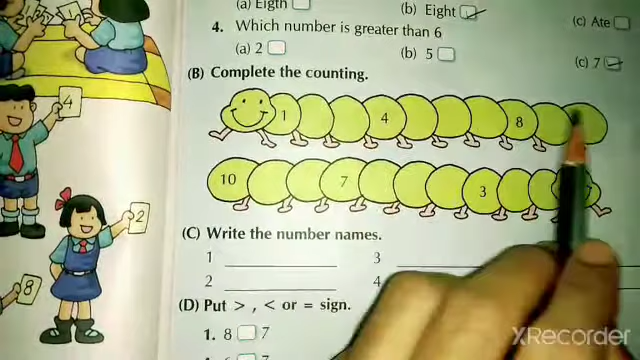 (a) Eigth
(b) Eight
(c) Ate
4. Which number is greater than 6
(a) 2
(b) 5
(c) 7
(B) Complete the counting.
1 4 8
10 7 3
(C) Write the number names.
1 3
2 4
(D) Put > , < or = sign.
1. 8 7
4
2
8
XRecorder